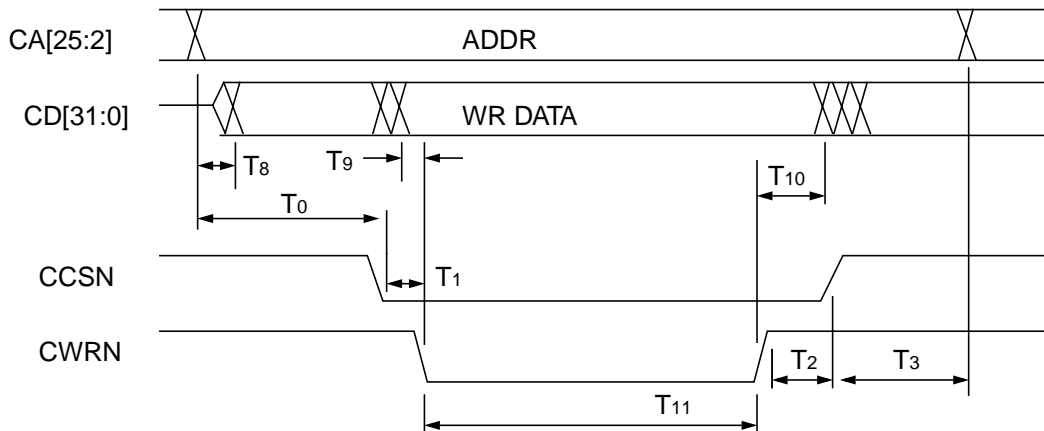 CA[25:2]
ADDR
CD[31:0]
WR DATA
T8
T9
T10
T0
CCSN
T1
CWRN
T2
T3
T11